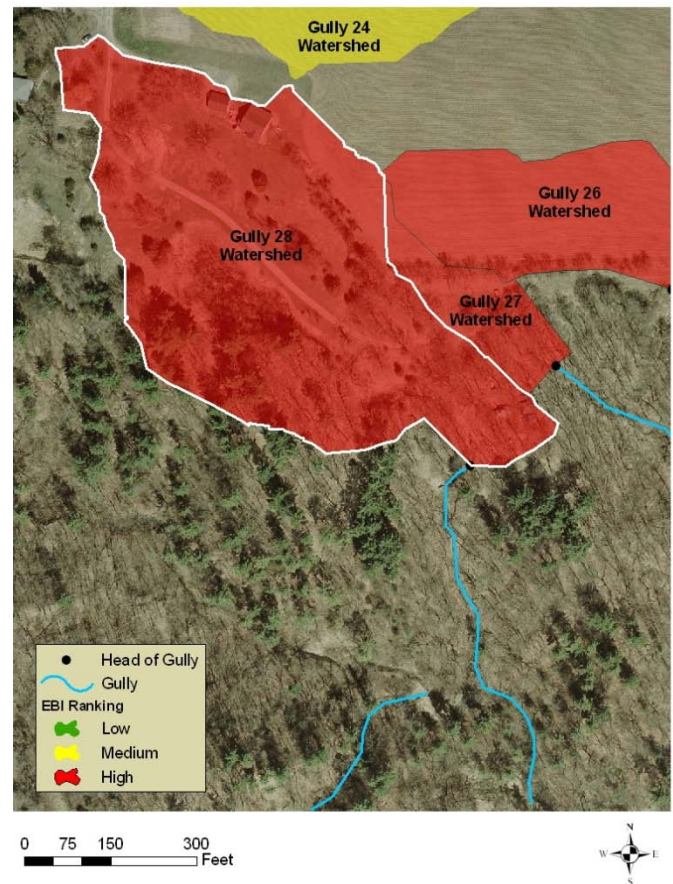 Gully 24
Watershed
Gully 26
Watershed
Gully 28
Watershed
Gully 27
Watershed
Head of Gully
Gully
EBI Ranking
Low
Medium
High
0 75 150 300
Feet
N
W E
S